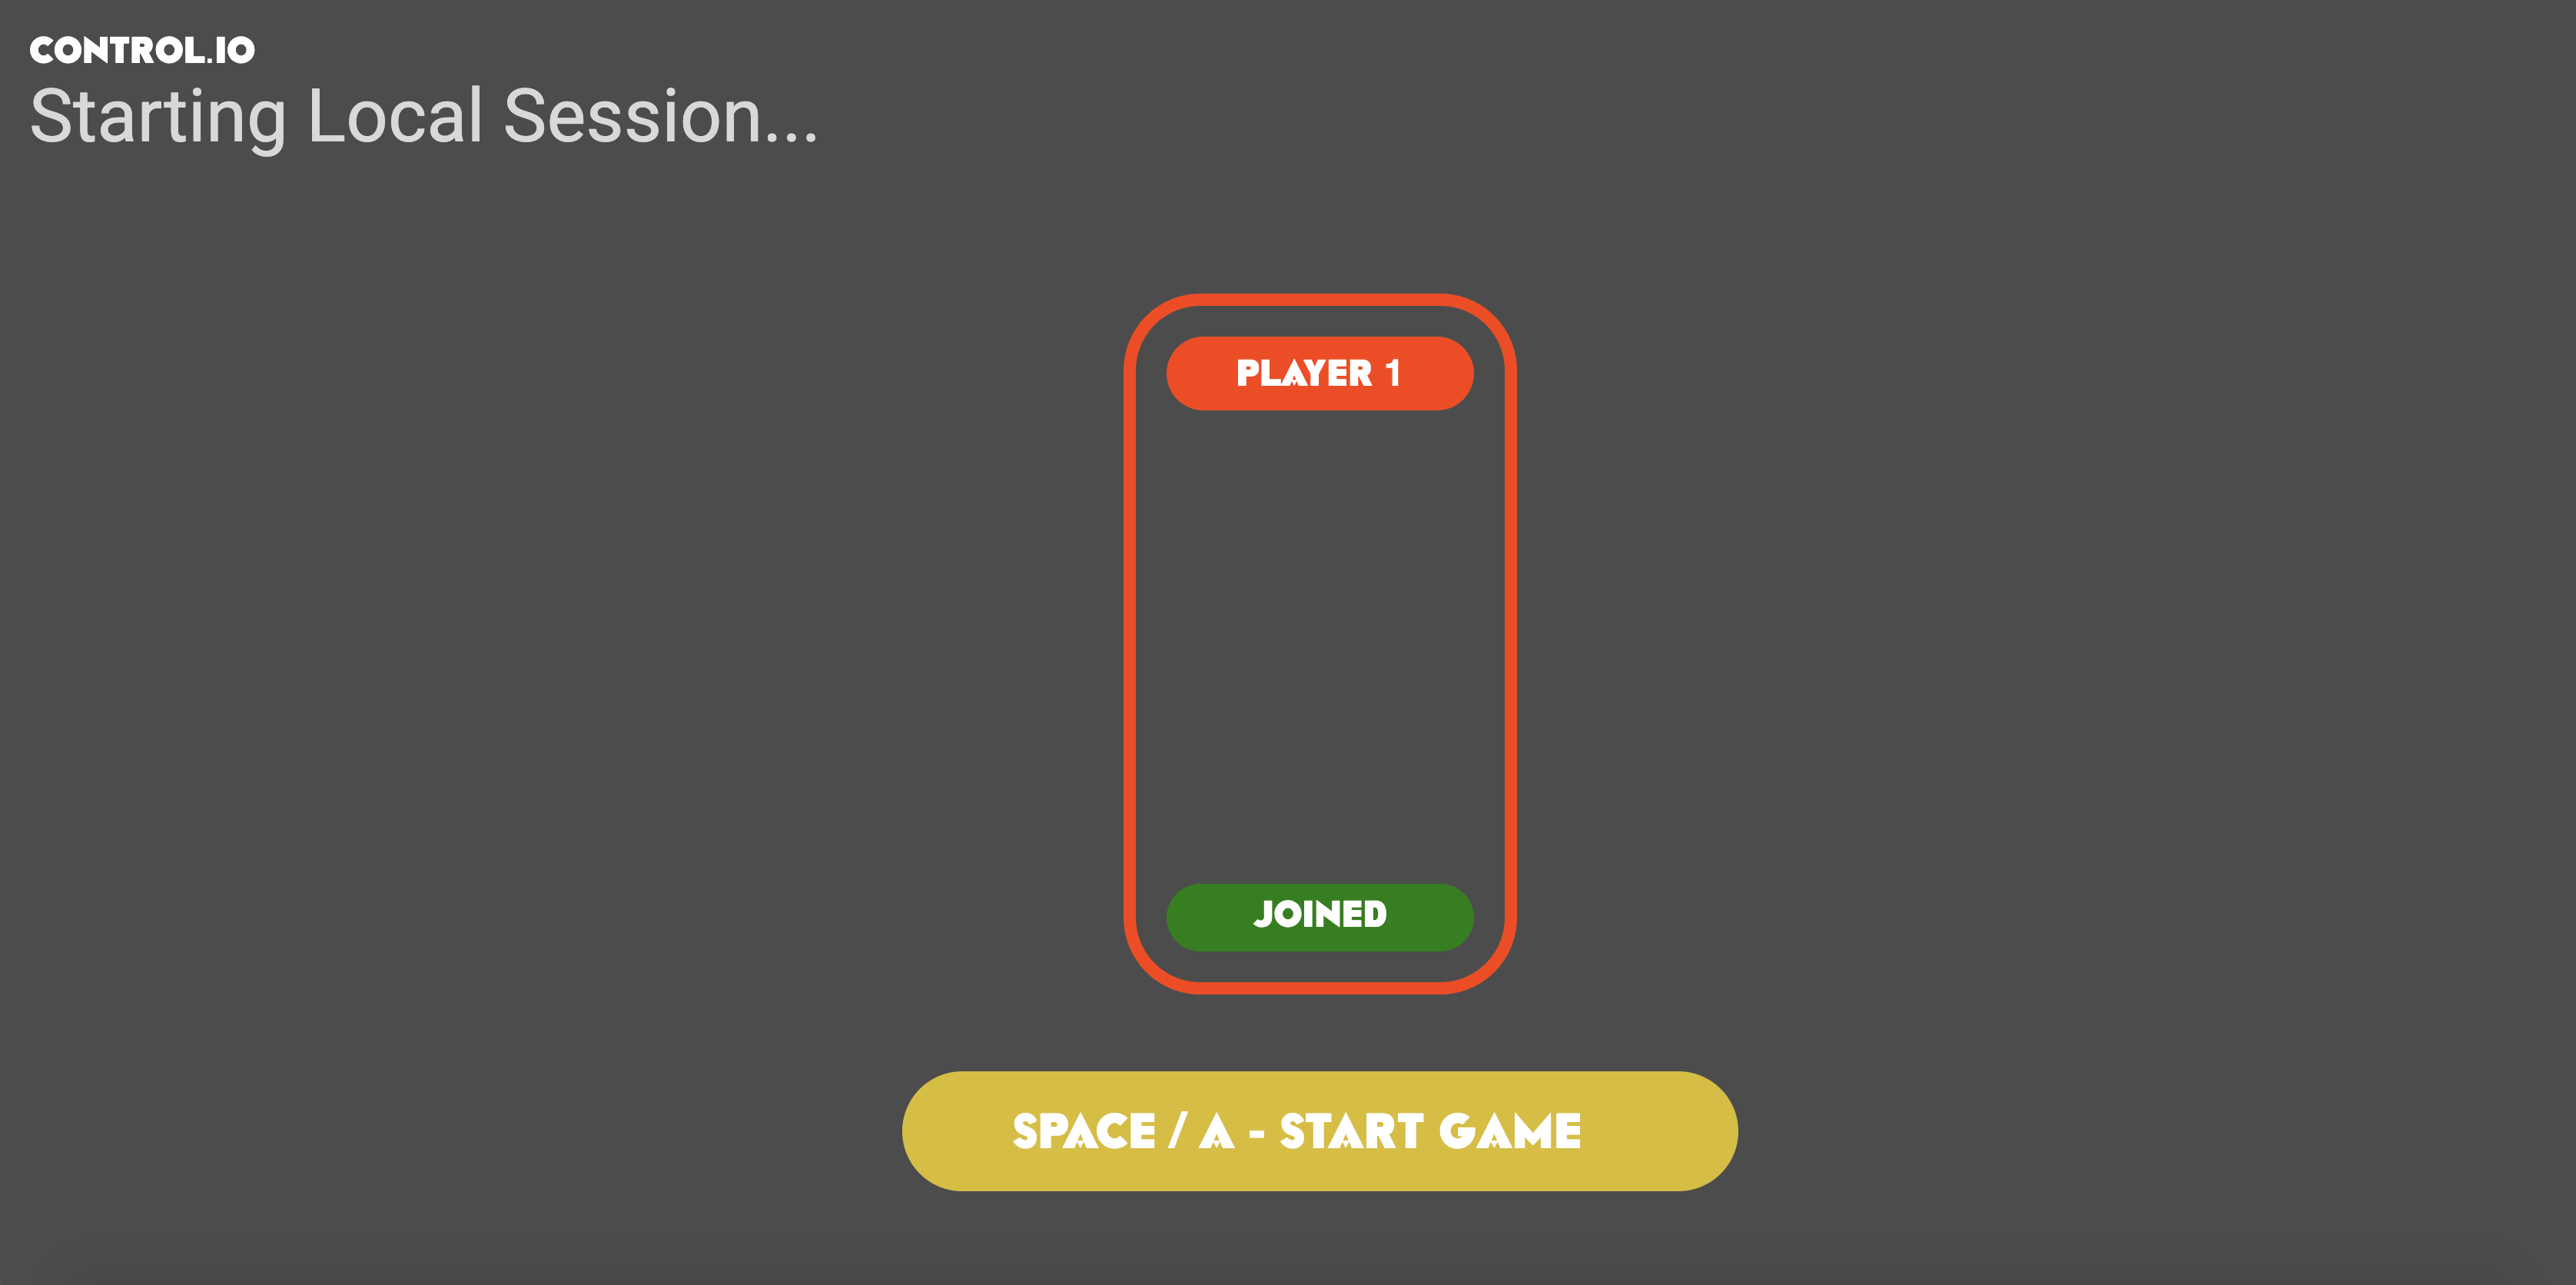 CONTROL.IO
Starting Local Session...
PLAYER 1
JOINED
SPACE / A - START GAME